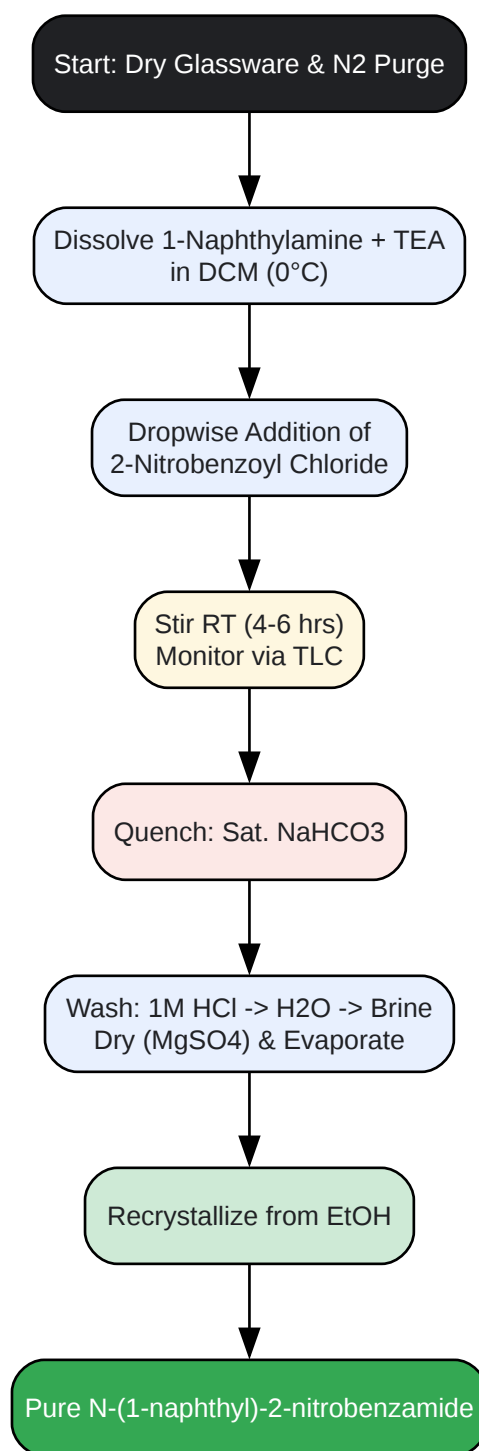 Start: Dry Glassware & N2 Purge
Dissolve 1-Naphthylamine + TEA
in DCM (0°C)
Dropwise Addition of
2-Nitrobenzoyl Chloride
Stir RT (4-6 hrs)
Monitor via TLC
Quench: Sat. NaHCO3
Wash: 1M HCl -> H2O -> Brine
Dry (MgSO4) & Evaporate
Recrystallize from EtOH
Pure N-(1-naphthyl)-2-nitrobenzamide